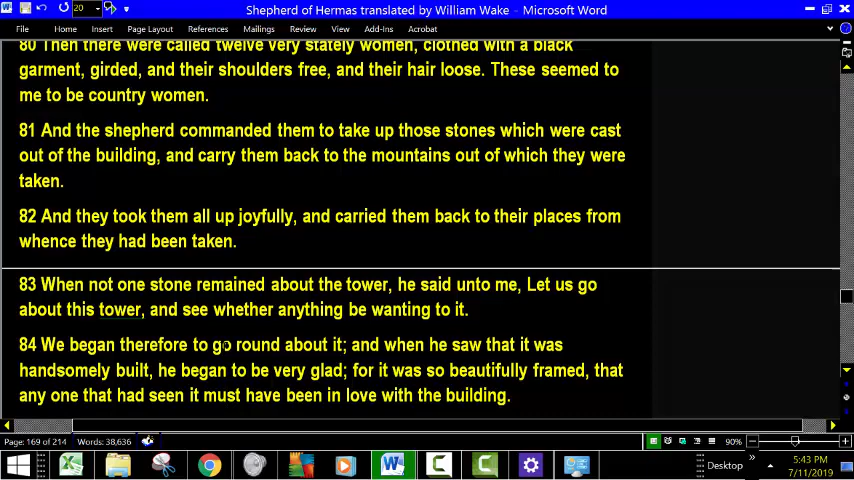 Shepherd of Hermas translated by William Wake - Microsoft Word
20
File Home Insert Page Layout References Mailings Review View Add-Ins Acrobat
80 Then there were called twelve very stately women, clothed with a black
garment, girded, and their shoulders free, and their hair loose. These seemed to
me to be country women.
81 And the shepherd commanded them to take up those stones which were cast
out of the building, and carry them back to the mountains out of which they were
taken.
82 And they took them all up joyfully, and carried them back to their places from
whence they had been taken.
83 When not one stone remained about the tower, he said unto me, Let us go
about this tower, and see whether anything be wanting to it.
84 We began therefore to go round about it; and when he saw that it was
handsomely built, he began to be very glad; for it was so beautifully framed, that
any one that had seen it must have been in love with the building.
Page: 169 of 214 Words: 38,636 90%
Desktop
5:43 PM
7/11/2019